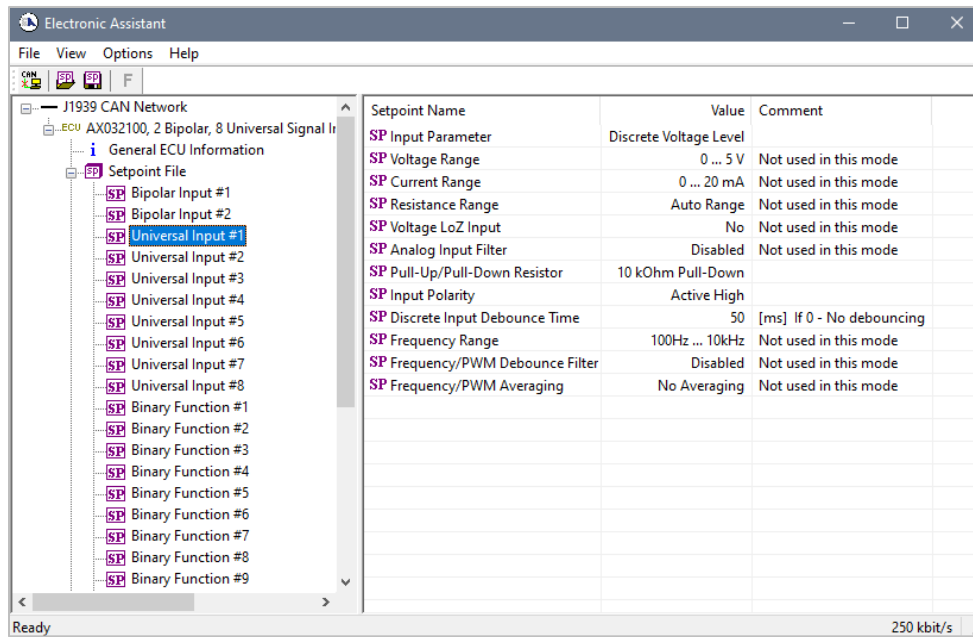 Electronic Assistant
File View Options Help
CAN SP SP F
J1939 CAN Network
ECU AX032100, 2 Bipolar, 8 Universal Signal Ir
i General ECU Information
SP Setpoint File
SP Bipolar Input #1
SP Bipolar Input #2
SP Universal Input #1
SP Universal Input #2
SP Universal Input #3
SP Universal Input #4
SP Universal Input #5
SP Universal Input #6
SP Universal Input #7
SP Universal Input #8
SP Binary Function #1
SP Binary Function #2
SP Binary Function #3
SP Binary Function #4
SP Binary Function #5
SP Binary Function #6
SP Binary Function #7
SP Binary Function #8
SP Binary Function #9
Setpoint Name Value Comment
SP Input Parameter Discrete Voltage Level
SP Voltage Range 0 ... 5 V Not used in this mode
SP Current Range 0 ... 20 mA Not used in this mode
SP Resistance Range Auto Range Not used in this mode
SP Voltage LoZ Input No Not used in this mode
SP Analog Input Filter Disabled Not used in this mode
SP Pull-Up/Pull-Down Resistor 10 kOhm Pull-Down
SP Input Polarity Active High
SP Discrete Input Debounce Time 50 [ms] If 0 - No debouncing
SP Frequency Range 100Hz ... 10kHz Not used in this mode
SP Frequency/PWM Debounce Filter Disabled Not used in this mode
SP Frequency/PWM Averaging No Averaging Not used in this mode
Ready 250 kbit/s